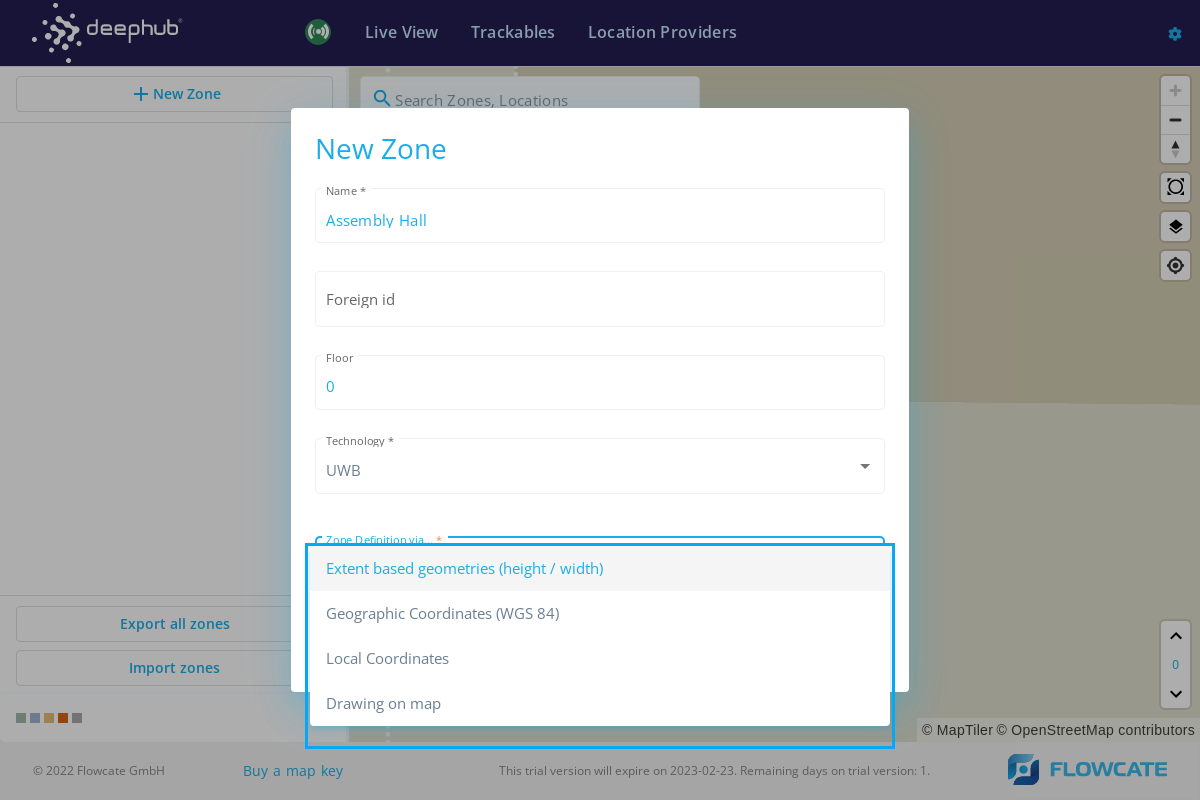 deephub
Live View
Trackables
Location Providers
New Zone
Search Zones, Locations
New Zone
Name *
Assembly Hall
Foreign id
Floor
0
Technology *
UWB
Zone Definition via... *
Extent based geometries (height / width)
Geographic Coordinates (WGS 84)
Local Coordinates
Drawing on map
Export all zones
Import zones
0
© MapTiler © OpenStreetMap contributors
© 2022 Flowcate GmbH
Buy a map key
This trial version will expire on 2023-02-23. Remaining days on trial version: 1.
FLOWCATE